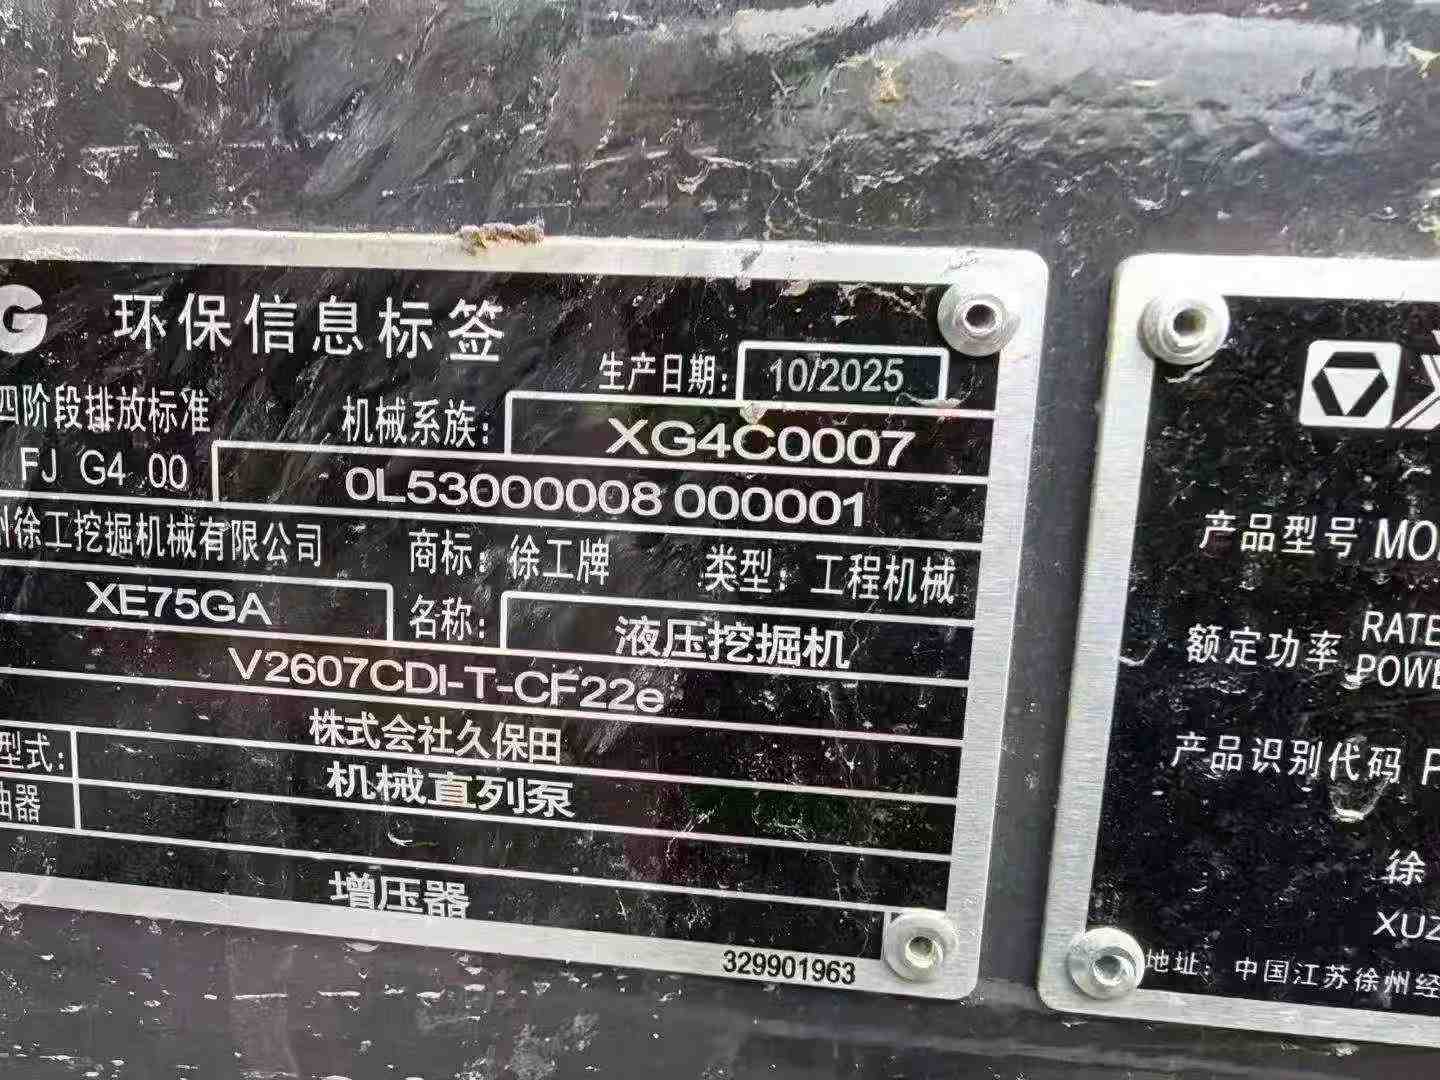 G 环保信息标签
生产日期: 10/2025
四阶段排放标准 机械系族: XG4C0007
FJ G4 00 0L53000008 000001
州徐工挖掘机械有限公司 商标: 徐工牌 类型: 工程机械
XE75GA 名称: 液压挖掘机
V2607CDI-T-CF22e
株式会社久保田
型式: 机械直列泵
油器
增压器
329901963
产品型号 MO
额定功率 RATE
POWE
产品识别代码 P
徐
XUZ
地址: 中国江苏徐州经